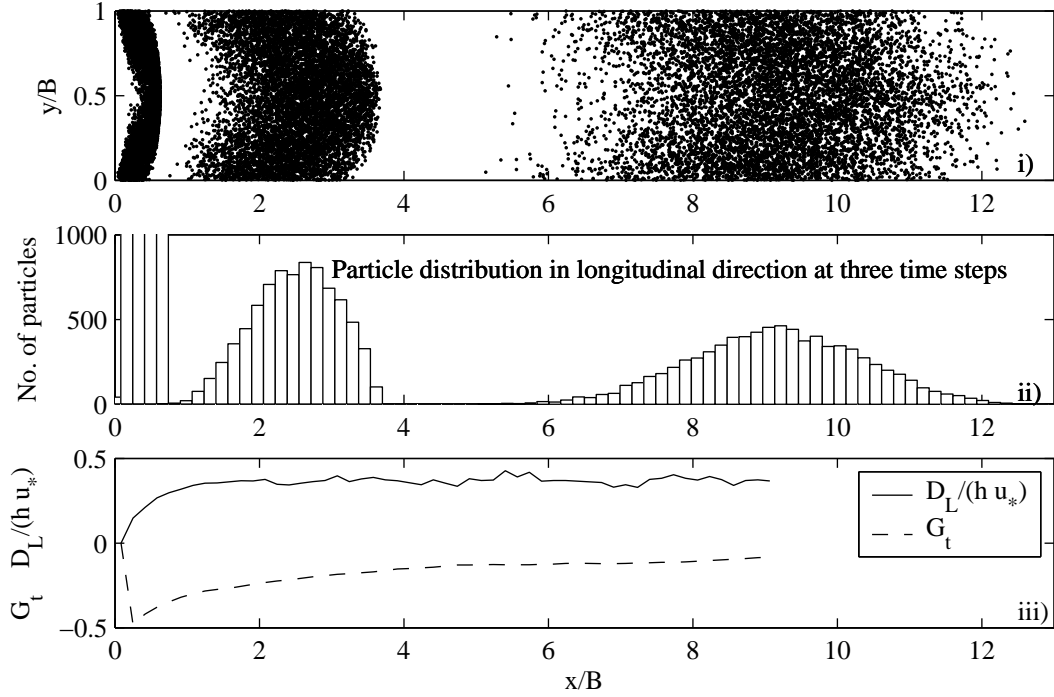 1
0.5
1
y/B
i)
0 2 4 6 8 10 12
1000
500
0
No. of particles
Particle distribution in longitudinal direction at three time steps
ii)
0 2 4 6 8 10 12
0.5
0
−0.5
G_t D_L/(h u_*)
D_L/(h u_*)
G_t
iii)
0 2 4 6 8 10 12
x/B